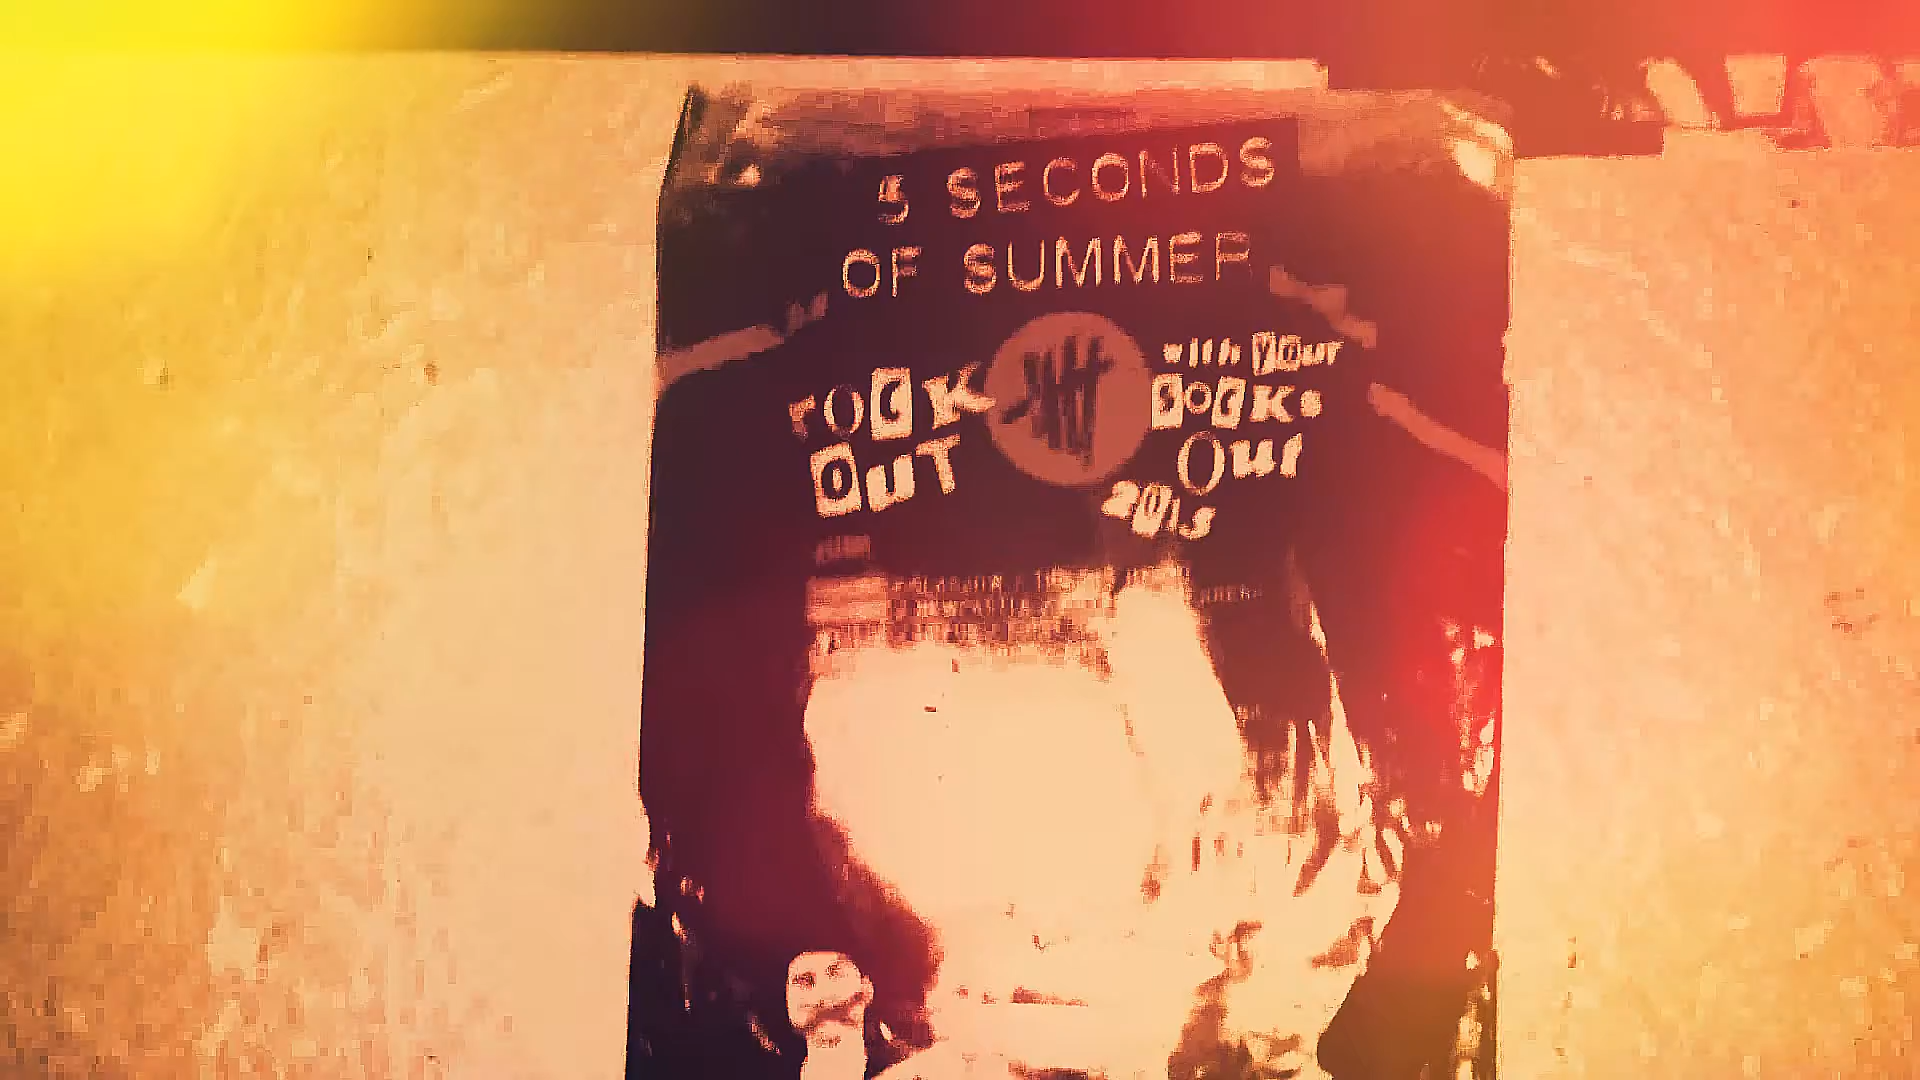 5 SECONDS
OF SUMMER
rOCK
OUT
with YOur
SOCKs
Out
2015